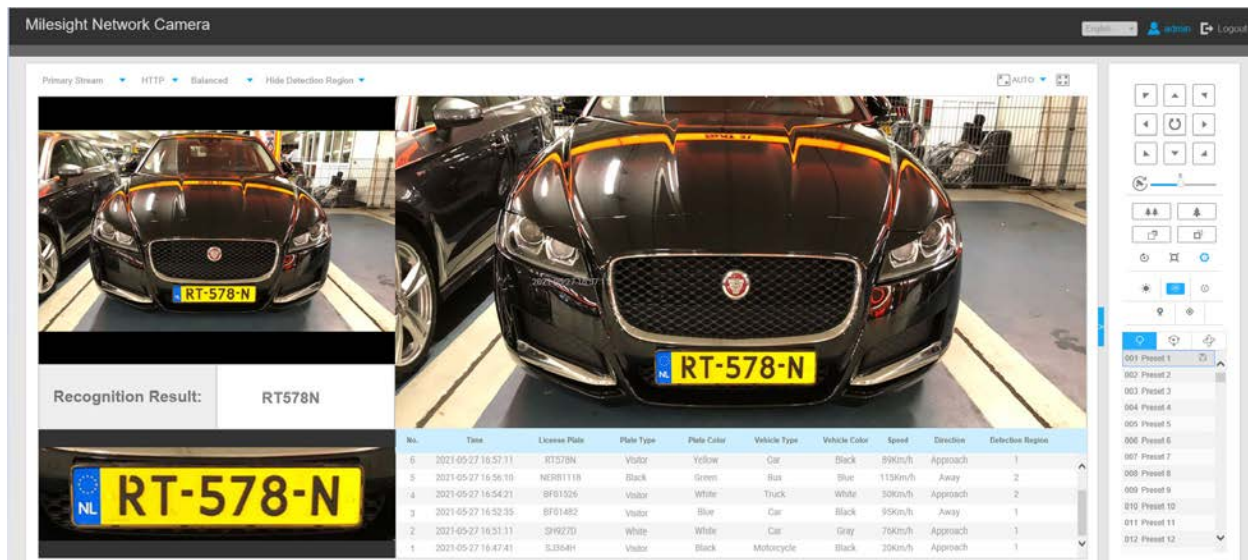 Milesight Network Camera
English admin Logout
Primary Stream HTTP Balanced Hide Detection Region AUTO
RT-578-N
2021-05-27 16:57:11
NL RT-578-N
Recognition Result: RT578N
NL RT-578-N
No. Time License Plate Plate Type Plate Color Vehicle Type Vehicle Color Speed Direction Detection Region
6 2021-05-27 16:57:11 RT578N Visitor Yellow Car Black 89Km/h Approach 1
5 2021-05-27 16:56:10 Black Green Bus Blue 115Km/h Away 2
4 2021-05-27 16:54:21 BF01526 Visitor White Truck White 50Km/h Approach 2
3 2021-05-27 16:52:35 BF01482 Visitor Blue Car Black 95Km/h Away 1
2 2021-05-27 16:51:11 SH927D White White Car Gray 76Km/h Approach 1
1 2021-05-27 16:47:41 SJ364H Visitor Black Motorcycle Black 20Km/h Approach 1
001 Preset 1
002 Preset 2
003 Preset 3
004 Preset 4
005 Preset 5
006 Preset 6
007 Preset 7
008 Preset 8
009 Preset 9
010 Preset 10
011 Preset 11
012 Preset 12